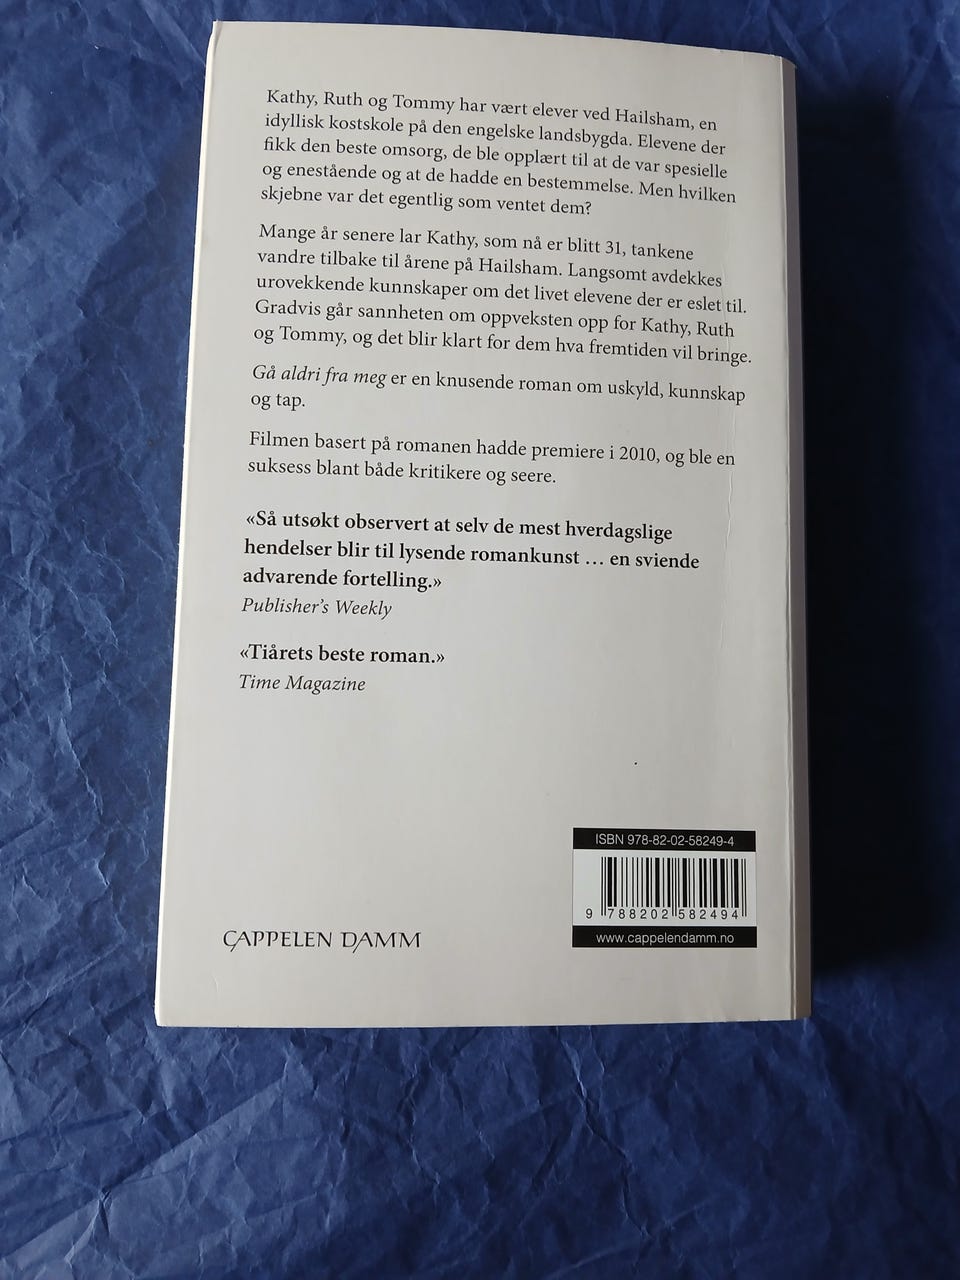 Kathy, Ruth og Tommy har vært elever ved Hailsham, en
idyllisk kostskole på den engelske landsbygda. Elevene der
fikk den beste omsorg, de ble opplært til at de var spesielle
og enestående og at de hadde en bestemmelse. Men hvilken
skjebne var det egentlig som ventet dem?
Mange år senere lar Kathy, som nå er blitt 31, tankene
vandre tilbake til årene på Hailsham. Langsomt avdekkes
urovekkende kunnskaper om det livet elevene der er eslet til.
Gradvis går sannheten om oppveksten opp for Kathy, Ruth
og Tommy, og det blir klart for dem hva fremtiden vil bringe.
Gå aldri fra meg er en knusende roman om uskyld, kunnskap
og tap.
Filmen basert på romanen hadde premiere i 2010, og ble en
suksess blant både kritikere og seere.
«Så utsøkt observert at selv de mest hverdagslige
hendelser blir til lysende romankunst … en sviende
advarende fortelling.»
Publisher's Weekly
«Tiårets beste roman.»
Time Magazine
ISBN 978-82-02-58249-4
9 788202 582494
www.cappelendamm.no
CAPPELEN DAMM